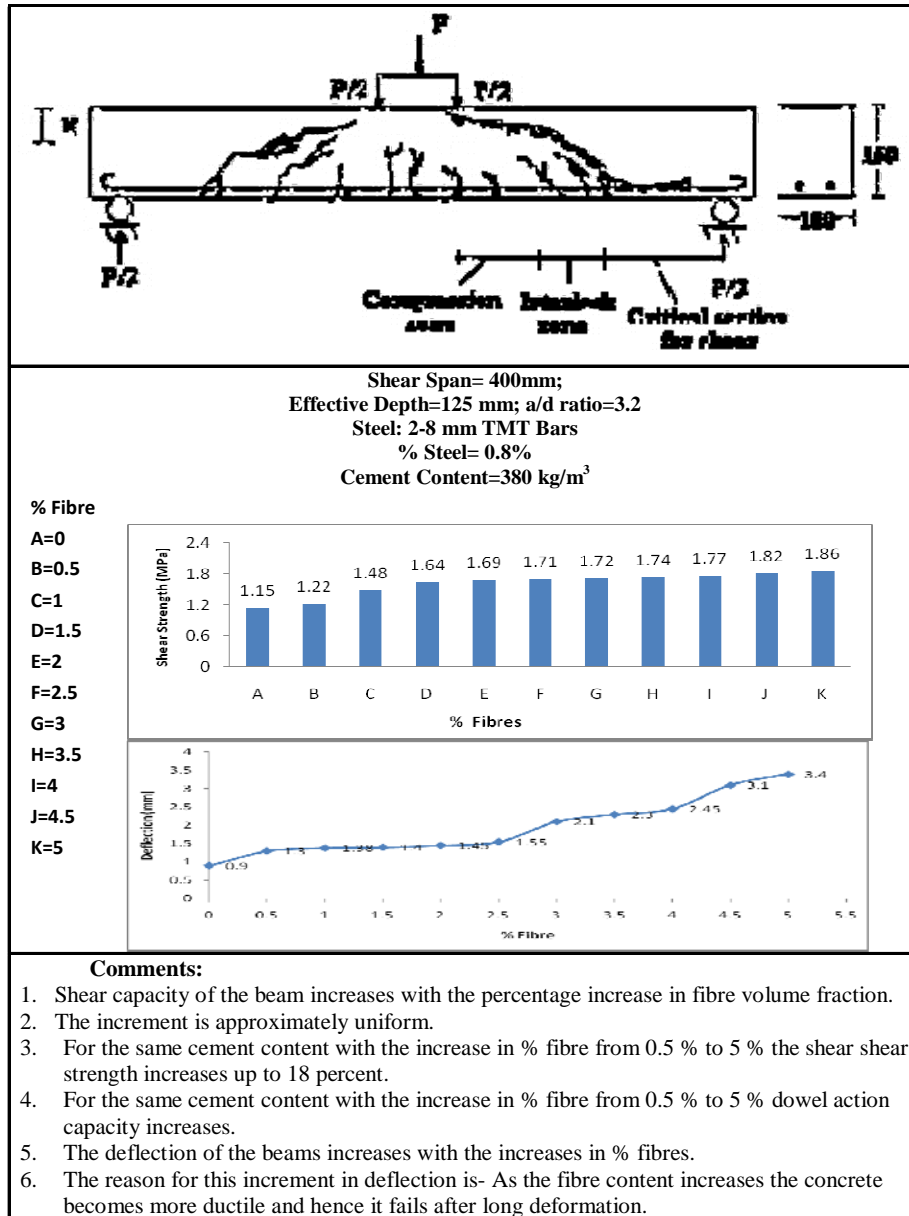 P
P/2 P/2
150
P/2
P/2
Compression Interlock Critical section
zone zone for shear
Shear Span= 400mm;
Effective Depth=125 mm; a/d ratio=3.2
Steel: 2-8 mm TMT Bars
% Steel= 0.8%
Cement Content=380 kg/m³
% Fibre
A=0
B=0.5
C=1
D=1.5
E=2
F=2.5
G=3
H=3.5
I=4
J=4.5
K=5
Shear Strength (MPa)
2.4
1.8
1.2
0.6
0
1.15 1.22 1.48 1.64 1.69 1.71 1.72 1.74 1.77 1.82 1.86
A B C D E F G H I J K
% Fibres
Deflection(mm)
4
3.5
3
2.5
2
1.5
1
0.5
0
0.9 1.3 1.38 1.4 1.45 1.55 2.1 2.3 2.45 3.1 3.4
0 0.5 1 1.5 2 2.5 3 3.5 4 4.5 5 5.5
% Fibre
Comments:
1. Shear capacity of the beam increases with the percentage increase in fibre volume fraction.
2. The increment is approximately uniform.
3. For the same cement content with the increase in % fibre from 0.5 % to 5 % the shear shear
strength increases up to 18 percent.
4. For the same cement content with the increase in % fibre from 0.5 % to 5 % dowel action
capacity increases.
5. The deflection of the beams increases with the increases in % fibres.
6. The reason for this increment in deflection is- As the fibre content increases the concrete
becomes more ductile and hence it fails after long deformation.